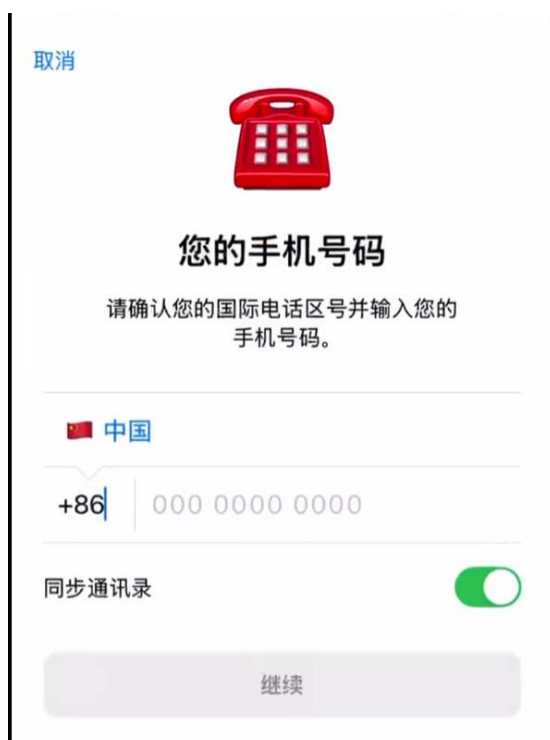 取消
您的手机号码
请确认您的国际电话区号并输入您的
手机号码。
中国
+86 000 0000 0000
同步通讯录
继续